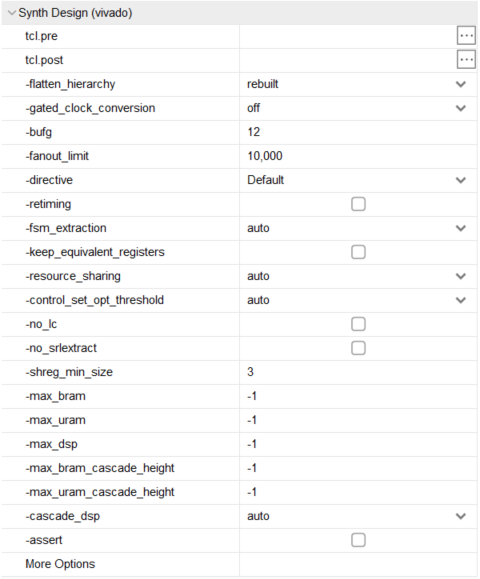 Synth Design (vivado)
tcl.pre
tcl.post
-flatten_hierarchy rebuilt
-gated_clock_conversion off
-bufg 12
-fanout_limit 10,000
-directive Default
-retiming
-fsm_extraction auto
-keep_equivalent_registers
-resource_sharing auto
-control_set_opt_threshold auto
-no_lc
-no_srlextract
-shreg_min_size 3
-max_bram -1
-max_uram -1
-max_dsp -1
-max_bram_cascade_height -1
-max_uram_cascade_height -1
-cascade_dsp auto
-assert
More Options